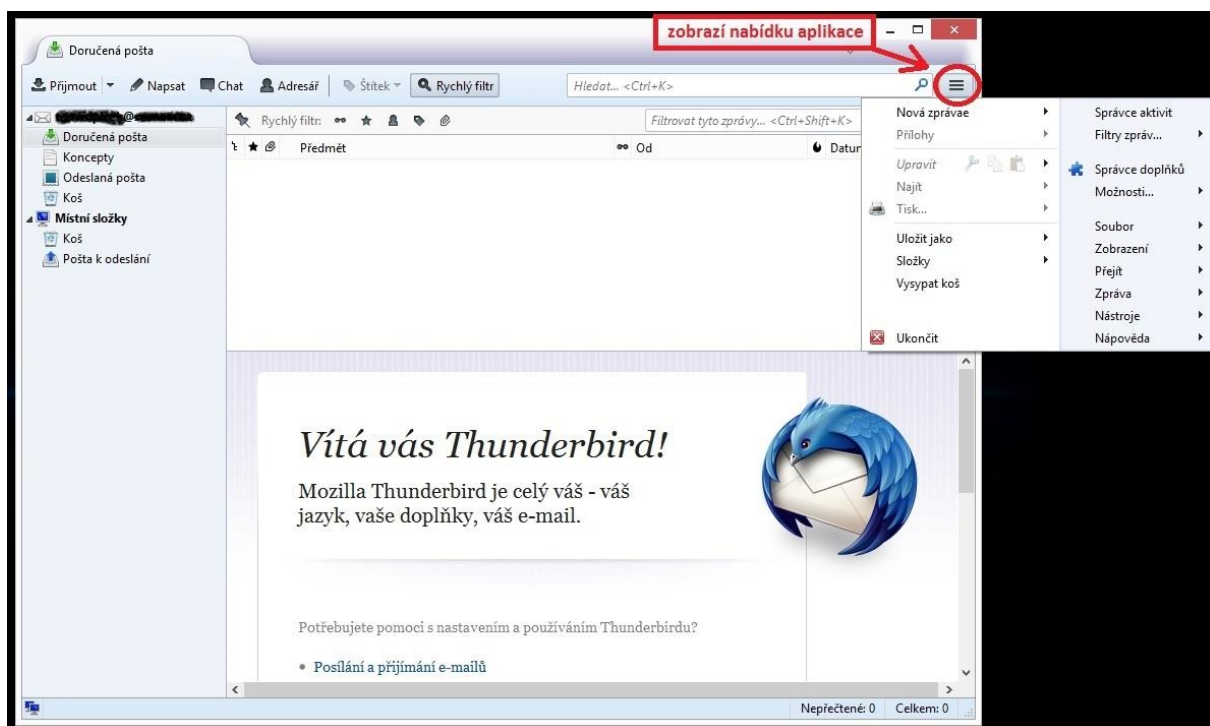 zobrazí nabídku aplikace
Doručená pošta
Přijmout Napsat Chat Adresář Štítek Rychlý filtr Hledat... <Ctrl+K>
Doručená pošta
Koncepty
Odeslaná pošta
Koš
Místní složky
Koš
Pošta k odeslání
Rychlý filtr: Filtrovat tyto zprávy... <Ctrl+Shift+K>
Předmět Od Datum
Nová zprávae
Přílohy
Upravit
Najít
Tisk...
Uložit jako
Složky
Vysypat koš
Ukončit
Správce aktivit
Filtry zpráv...
Správce doplňků
Možnosti...
Soubor
Zobrazení
Přejít
Zpráva
Nástroje
Nápověda
Vítá vás Thunderbird!
Mozilla Thunderbird je celý váš - váš
jazyk, vaše doplňky, váš e-mail.
Potřebujete pomoci s nastavením a používáním Thunderbirdu?
• Posílání a přijímání e-mailů
Nepřečtené: 0 Celkem: 0